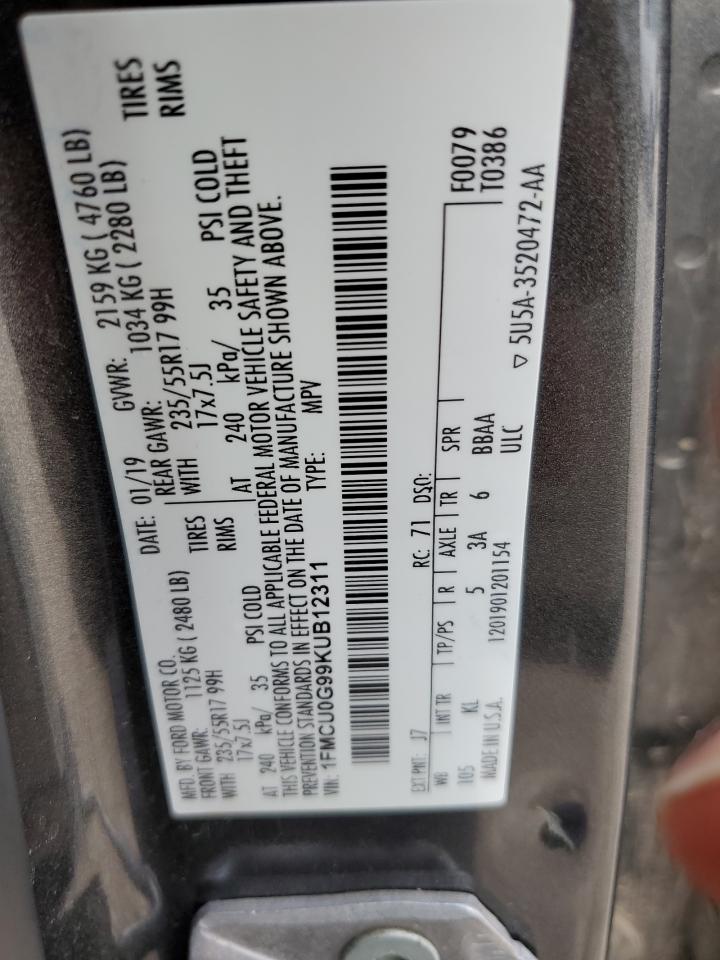 MFD. BY FORD MOTOR CO. DATE: 01/19 GVWR: 2159 KG ( 4760 LB)
FRONT GAWR: 1125 KG ( 2480 LB) REAR GAWR: 1034 KG ( 2280 LB)
WITH 235/55R17 99H TIRES WITH 235/55R17 99H TIRES
17x7.5J RIMS 17x7.5J RIMS
AT 240 kPa/ 35 PSI COLD AT 240 kPa/ 35 PSI COLD
THIS VEHICLE CONFORMS TO ALL APPLICABLE FEDERAL MOTOR VEHICLE SAFETY AND THEFT
PREVENTION STANDARDS IN EFFECT ON THE DATE OF MANUFACTURE SHOWN ABOVE.
VIN: 1FMCU0G99KUB12311 TYPE: MPV
EXT PNT: J7 RC: 71 DSO: F0079
WB INT TR TP/PS R AXLE TR SPR T0386
105 KL 5 3A 6 BBAA
MADE IN U.S.A. 1201901201154 ULC ▽ 5U5A-3520472-AA